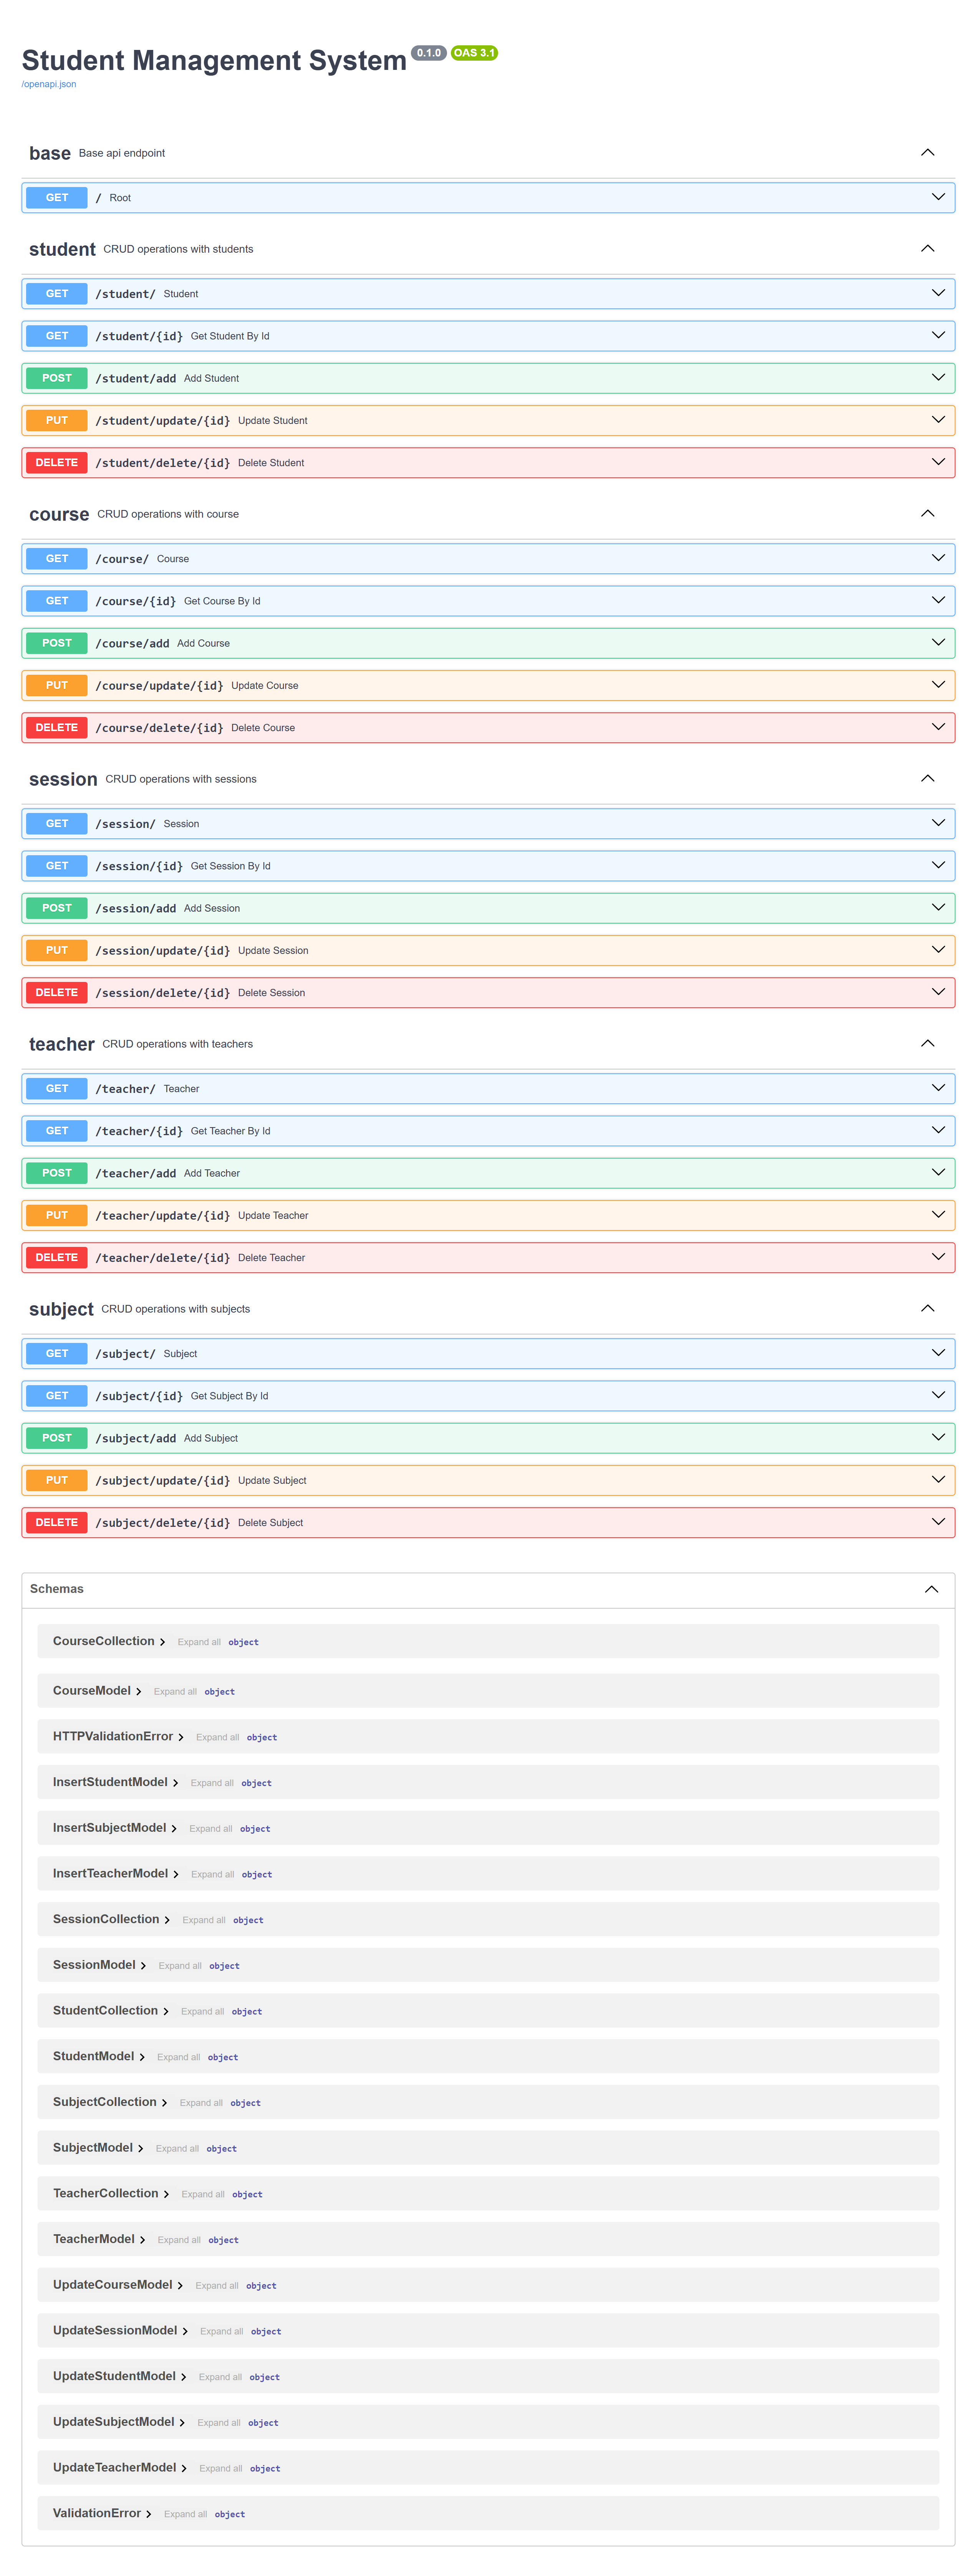 Student Management System 0.1.0 OAS 3.1
/openapi.json
base Base api endpoint
GET / Root
student CRUD operations with students
GET /student/ Student
GET /student/{id} Get Student By Id
POST /student/add Add Student
PUT /student/update/{id} Update Student
DELETE /student/delete/{id} Delete Student
course CRUD operations with course
GET /course/ Course
GET /course/{id} Get Course By Id
POST /course/add Add Course
PUT /course/update/{id} Update Course
DELETE /course/delete/{id} Delete Course
session CRUD operations with sessions
GET /session/ Session
GET /session/{id} Get Session By Id
POST /session/add Add Session
PUT /session/update/{id} Update Session
DELETE /session/delete/{id} Delete Session
teacher CRUD operations with teachers
GET /teacher/ Teacher
GET /teacher/{id} Get Teacher By Id
POST /teacher/add Add Teacher
PUT /teacher/update/{id} Update Teacher
DELETE /teacher/delete/{id} Delete Teacher
subject CRUD operations with subjects
GET /subject/ Subject
GET /subject/{id} Get Subject By Id
POST /subject/add Add Subject
PUT /subject/update/{id} Update Subject
DELETE /subject/delete/{id} Delete Subject
Schemas
CourseCollection Expand all object
CourseModel Expand all object
HTTPValidationError Expand all object
InsertStudentModel Expand all object
InsertSubjectModel Expand all object
InsertTeacherModel Expand all object
SessionCollection Expand all object
SessionModel Expand all object
StudentCollection Expand all object
StudentModel Expand all object
SubjectCollection Expand all object
SubjectModel Expand all object
TeacherCollection Expand all object
TeacherModel Expand all object
UpdateCourseModel Expand all object
UpdateSessionModel Expand all object
UpdateStudentModel Expand all object
UpdateSubjectModel Expand all object
UpdateTeacherModel Expand all object
ValidationError Expand all object